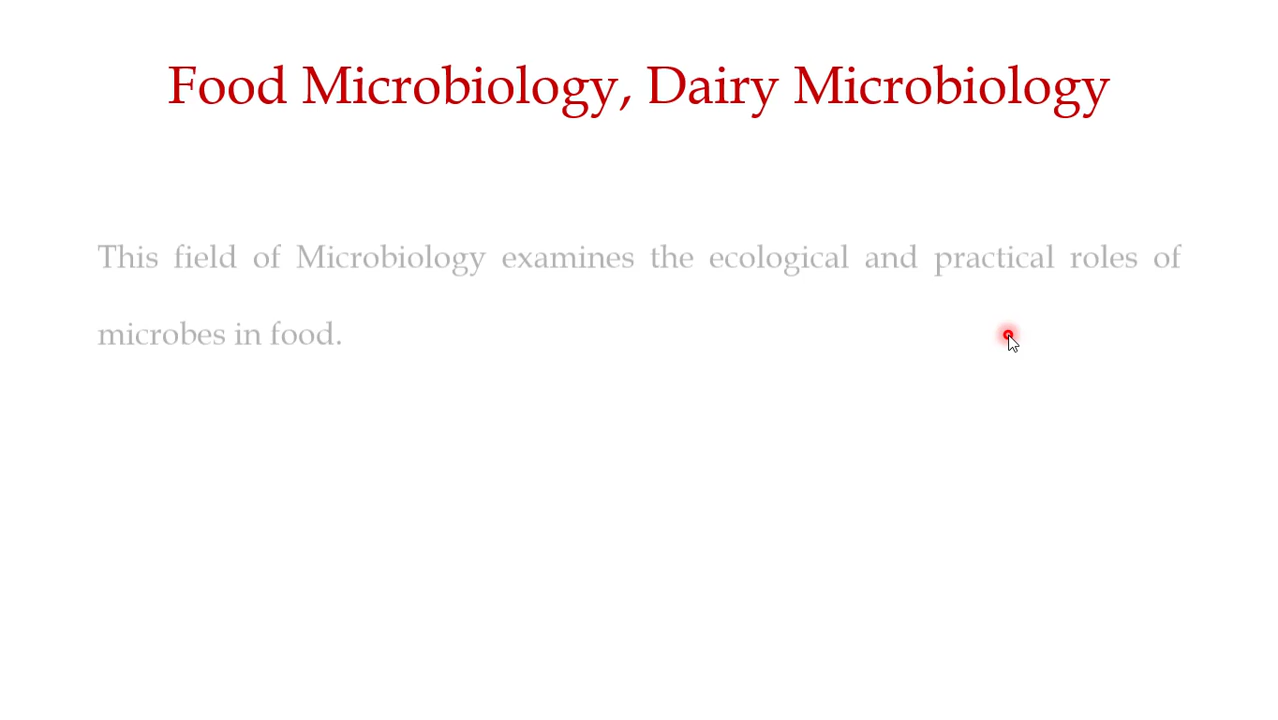 Food Microbiology, Dairy Microbiology
This field of Microbiology examines the ecological and practical roles of
microbes in food.